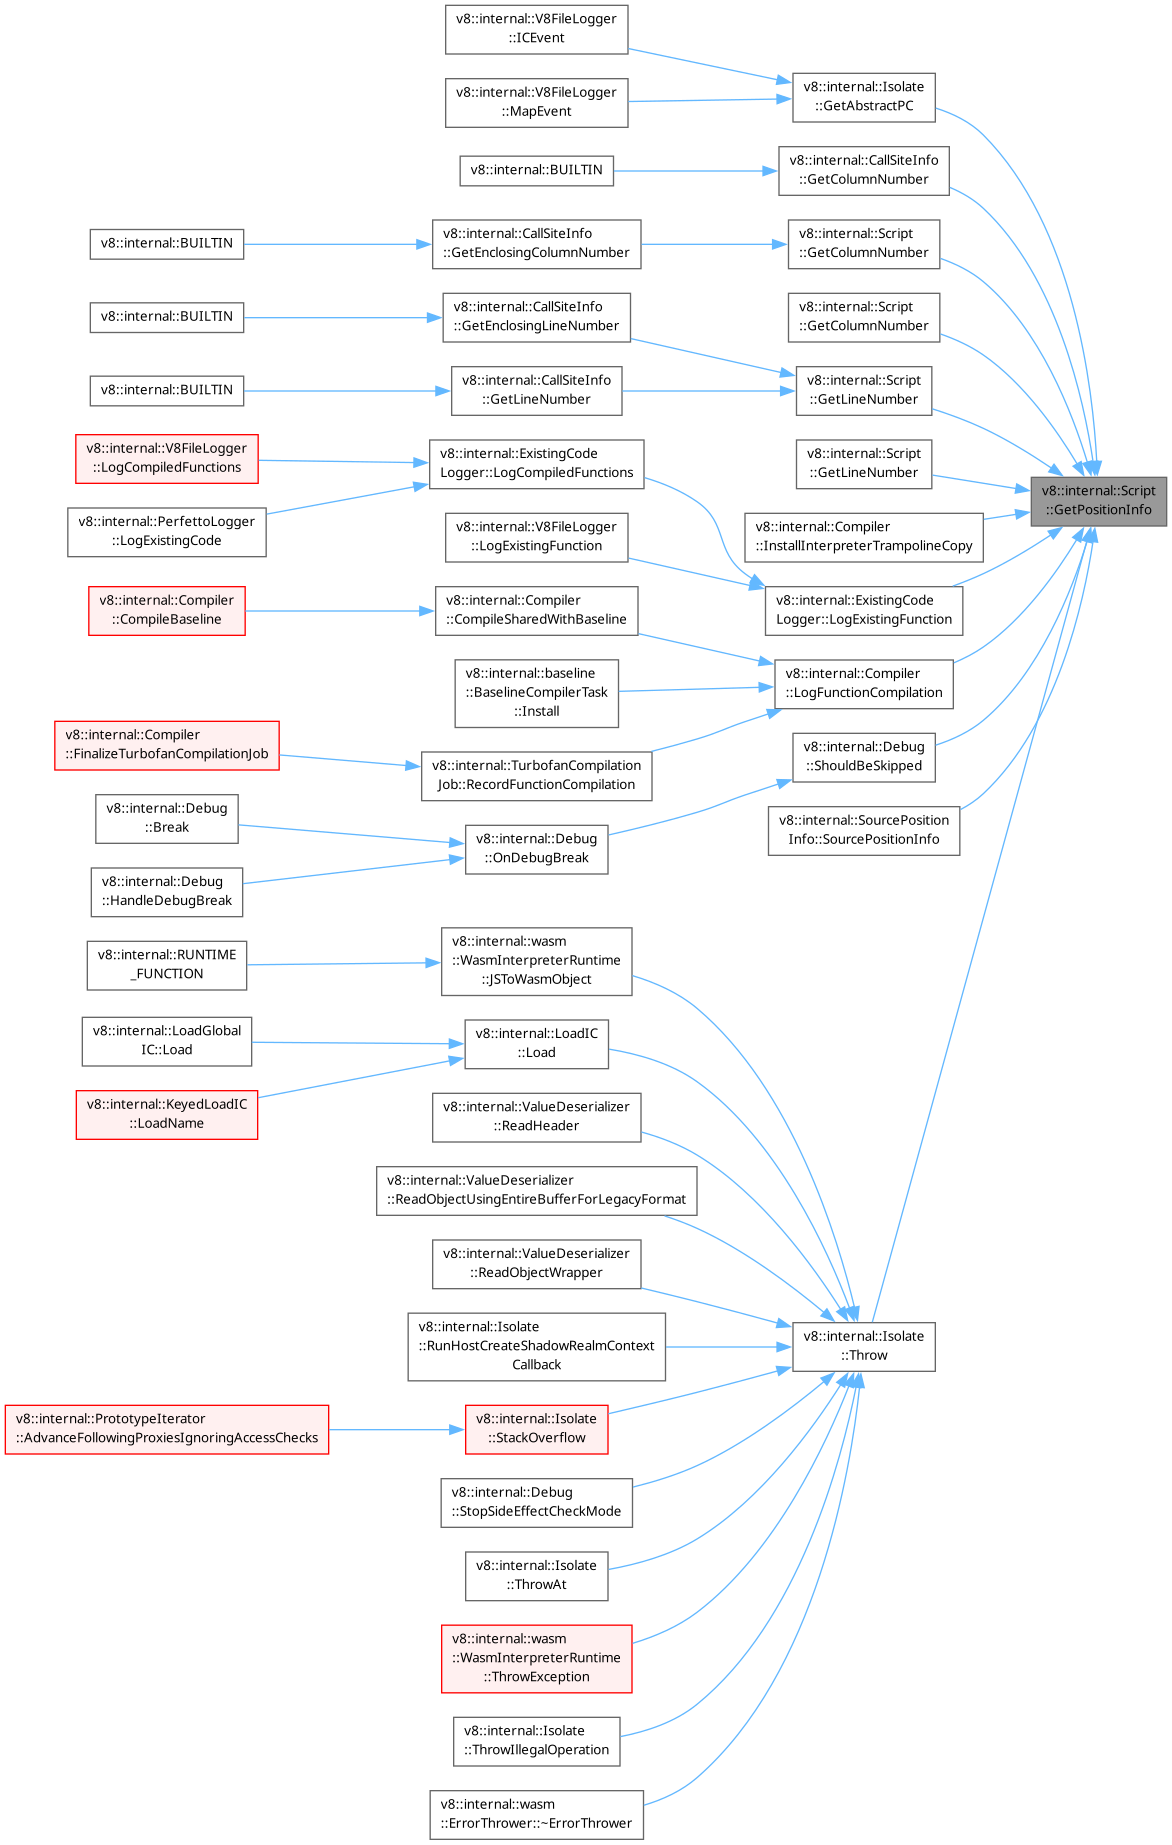 v8::internal::V8FileLogger
::ICEvent
v8::internal::Isolate
::GetAbstractPC
v8::internal::V8FileLogger
::MapEvent
v8::internal::CallSiteInfo
::GetColumnNumber
v8::internal::BUILTIN
v8::internal::BUILTIN
v8::internal::CallSiteInfo
::GetEnclosingColumnNumber
v8::internal::Script
::GetColumnNumber
v8::internal::BUILTIN
v8::internal::CallSiteInfo
::GetEnclosingLineNumber
v8::internal::Script
::GetColumnNumber
v8::internal::BUILTIN
v8::internal::CallSiteInfo
::GetLineNumber
v8::internal::Script
::GetLineNumber
v8::internal::V8FileLogger
::LogCompiledFunctions
v8::internal::ExistingCode
Logger::LogCompiledFunctions
v8::internal::Script
::GetLineNumber
v8::internal::Script
::GetPositionInfo
v8::internal::PerfettoLogger
::LogExistingCode
v8::internal::V8FileLogger
::LogExistingFunction
v8::internal::Compiler
::InstallInterpreterTrampolineCopy
v8::internal::Compiler
::CompileBaseline
v8::internal::Compiler
::CompileSharedWithBaseline
v8::internal::ExistingCode
Logger::LogExistingFunction
v8::internal::baseline
::BaselineCompilerTask
::Install
v8::internal::Compiler
::LogFunctionCompilation
v8::internal::Compiler
::FinalizeTurbofanCompilationJob
v8::internal::TurbofanCompilation
Job::RecordFunctionCompilation
v8::internal::Debug
::ShouldBeSkipped
v8::internal::Debug
::Break
v8::internal::Debug
::OnDebugBreak
v8::internal::SourcePosition
Info::SourcePositionInfo
v8::internal::Debug
::HandleDebugBreak
v8::internal::RUNTIME
_FUNCTION
v8::internal::wasm
::WasmInterpreterRuntime
::JSToWasmObject
v8::internal::LoadGlobal
IC::Load
v8::internal::LoadIC
::Load
v8::internal::KeyedLoadIC
::LoadName
v8::internal::ValueDeserializer
::ReadHeader
v8::internal::ValueDeserializer
::ReadObjectUsingEntireBufferForLegacyFormat
v8::internal::ValueDeserializer
::ReadObjectWrapper
v8::internal::Isolate
::RunHostCreateShadowRealmContext
Callback
v8::internal::Isolate
::Throw
v8::internal::PrototypeIterator
::AdvanceFollowingProxiesIgnoringAccessChecks
v8::internal::Isolate
::StackOverflow
v8::internal::Debug
::StopSideEffectCheckMode
v8::internal::Isolate
::ThrowAt
v8::internal::wasm
::WasmInterpreterRuntime
::ThrowException
v8::internal::Isolate
::ThrowIllegalOperation
v8::internal::wasm
::ErrorThrower::~ErrorThrower